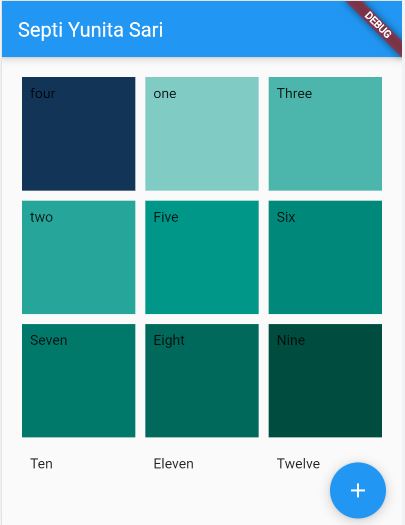 Septi Yunita Sari
DEBUG
four
one
Three
two
Five
Six
Seven
Eight
Nine
Ten
Eleven
Twelve
+